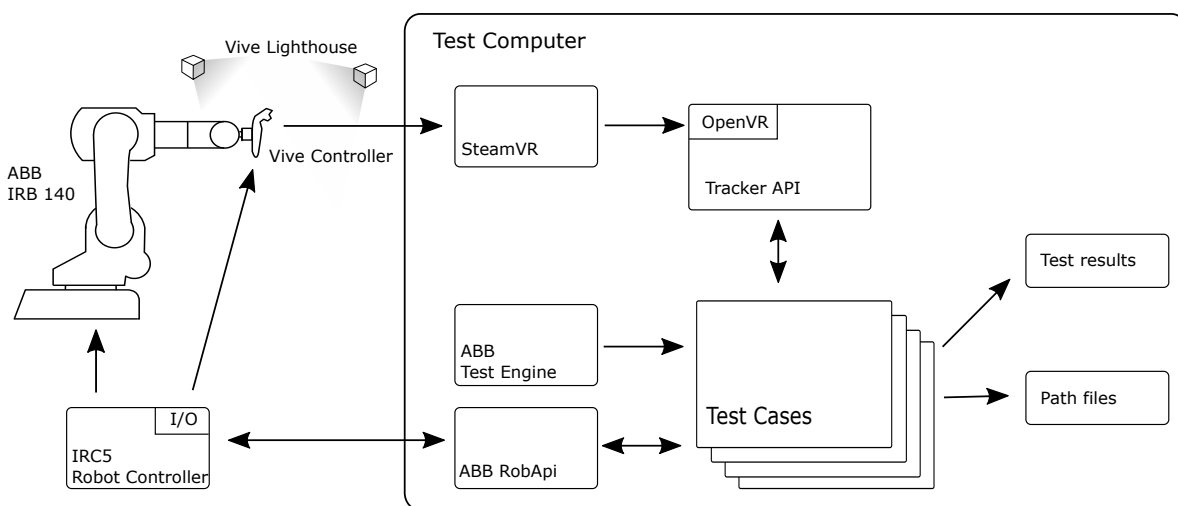 Vive Lighthouse
Vive Controller
ABB
IRB 140
I/O
IRC5
Robot Controller
Test Computer
SteamVR
OpenVR
Tracker API
ABB
Test Engine
ABB RobApi
Test Cases
Test results
Path files